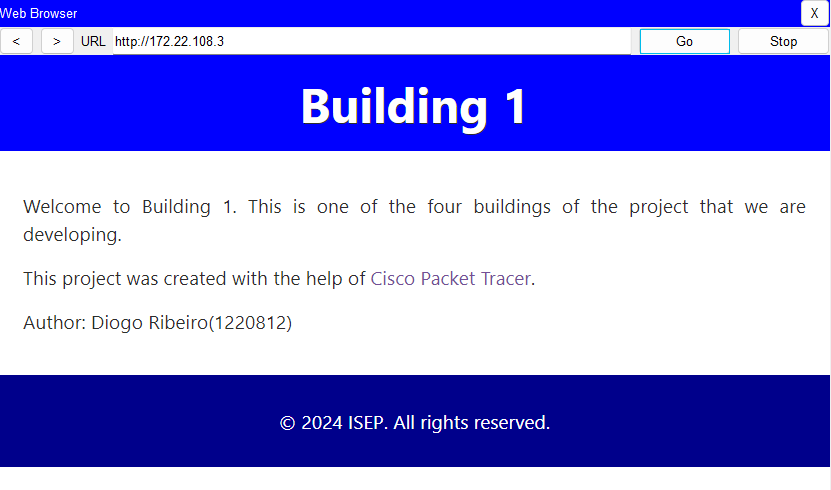 Web Browser X
< > URL http://172.22.108.3 Go Stop
Building 1
Welcome to Building 1. This is one of the four buildings of the project that we are
developing.
This project was created with the help of Cisco Packet Tracer.
Author: Diogo Ribeiro(1220812)
© 2024 ISEP. All rights reserved.